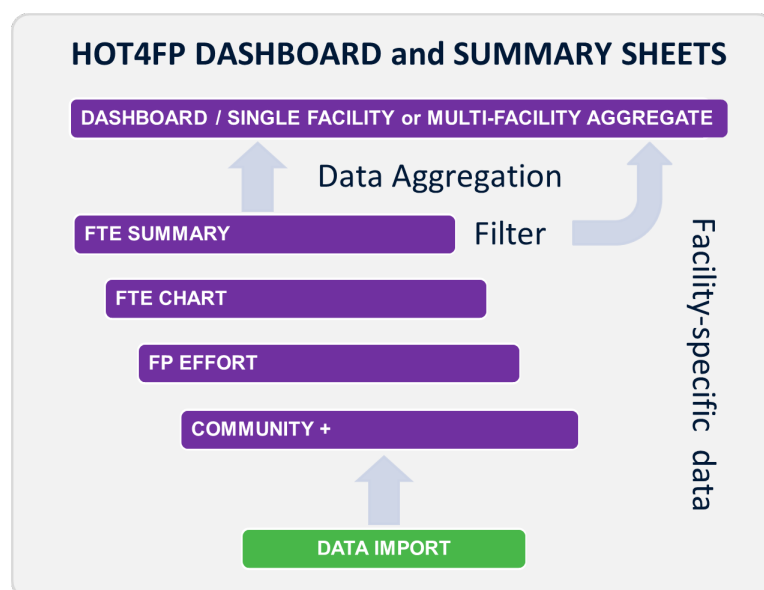 HOT4FP DASHBOARD and SUMMARY SHEETS
DASHBOARD / SINGLE FACILITY or MULTI-FACILITY AGGREGATE
Data Aggregation
FTE SUMMARY
Filter
FTE CHART
FP EFFORT
COMMUNITY +
DATA IMPORT
Facility-specific data